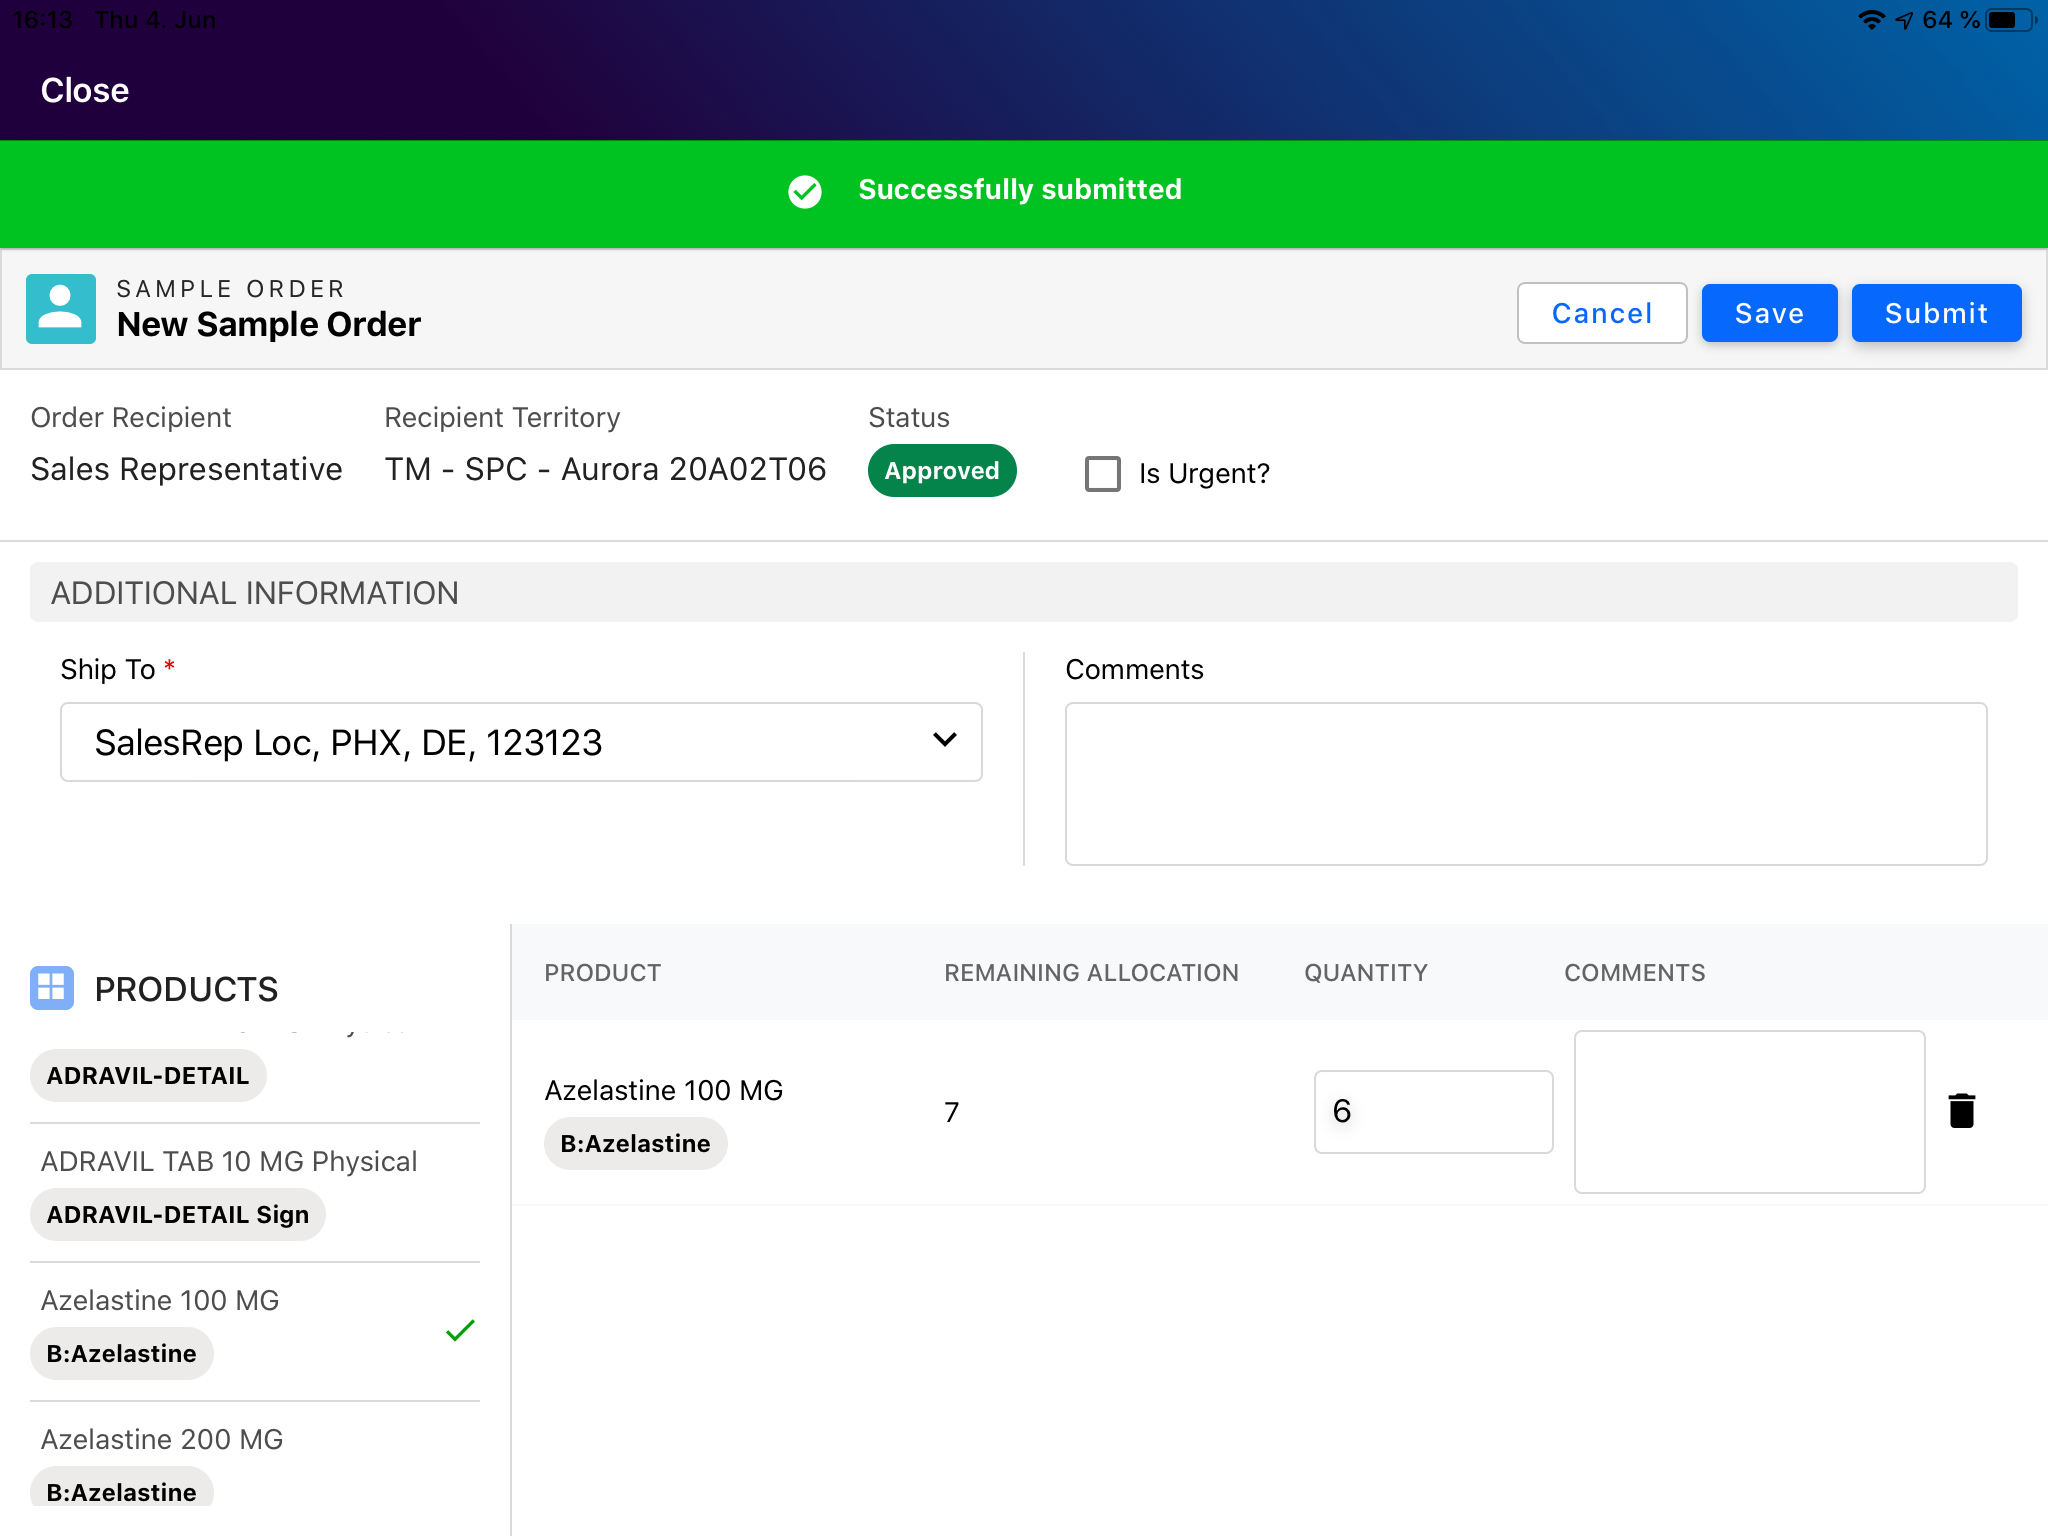 16:13 Thu 4. Jun
64 %
Close
Successfully submitted
SAMPLE ORDER
New Sample Order
Cancel
Save
Submit
Order Recipient
Recipient Territory
Status
Sales Representative
TM - SPC - Aurora 20A02T06
Approved
Is Urgent?
ADDITIONAL INFORMATION
Ship To *
Comments
SalesRep Loc, PHX, DE, 123123
PRODUCTS
ADRAVIL-DETAIL
ADRAVIL TAB 10 MG Physical
ADRAVIL-DETAIL Sign
Azelastine 100 MG
B:Azelastine
Azelastine 200 MG
B:Azelastine
PRODUCT
REMAINING ALLOCATION
QUANTITY
COMMENTS
Azelastine 100 MG
B:Azelastine
7
6